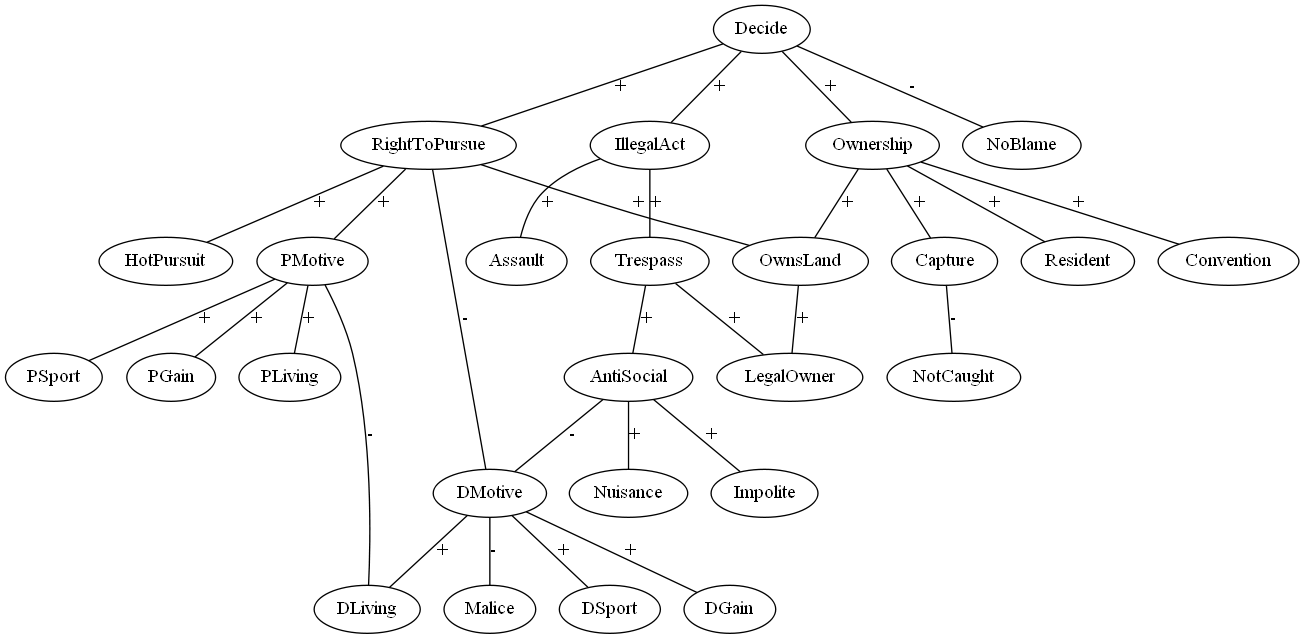 Decide
+ + + -
RightToPursue IllegalAct Ownership NoBlame
+ + + + + + + + +
HotPursuit PMotive Assault Trespass OwnsLand Capture Resident Convention
+ + + - + + + -
PSport PGain PLiving AntiSocial LegalOwner NotCaught
- - + +
DMotive Nuisance Impolite
+ - + +
DLiving Malice DSport DGain